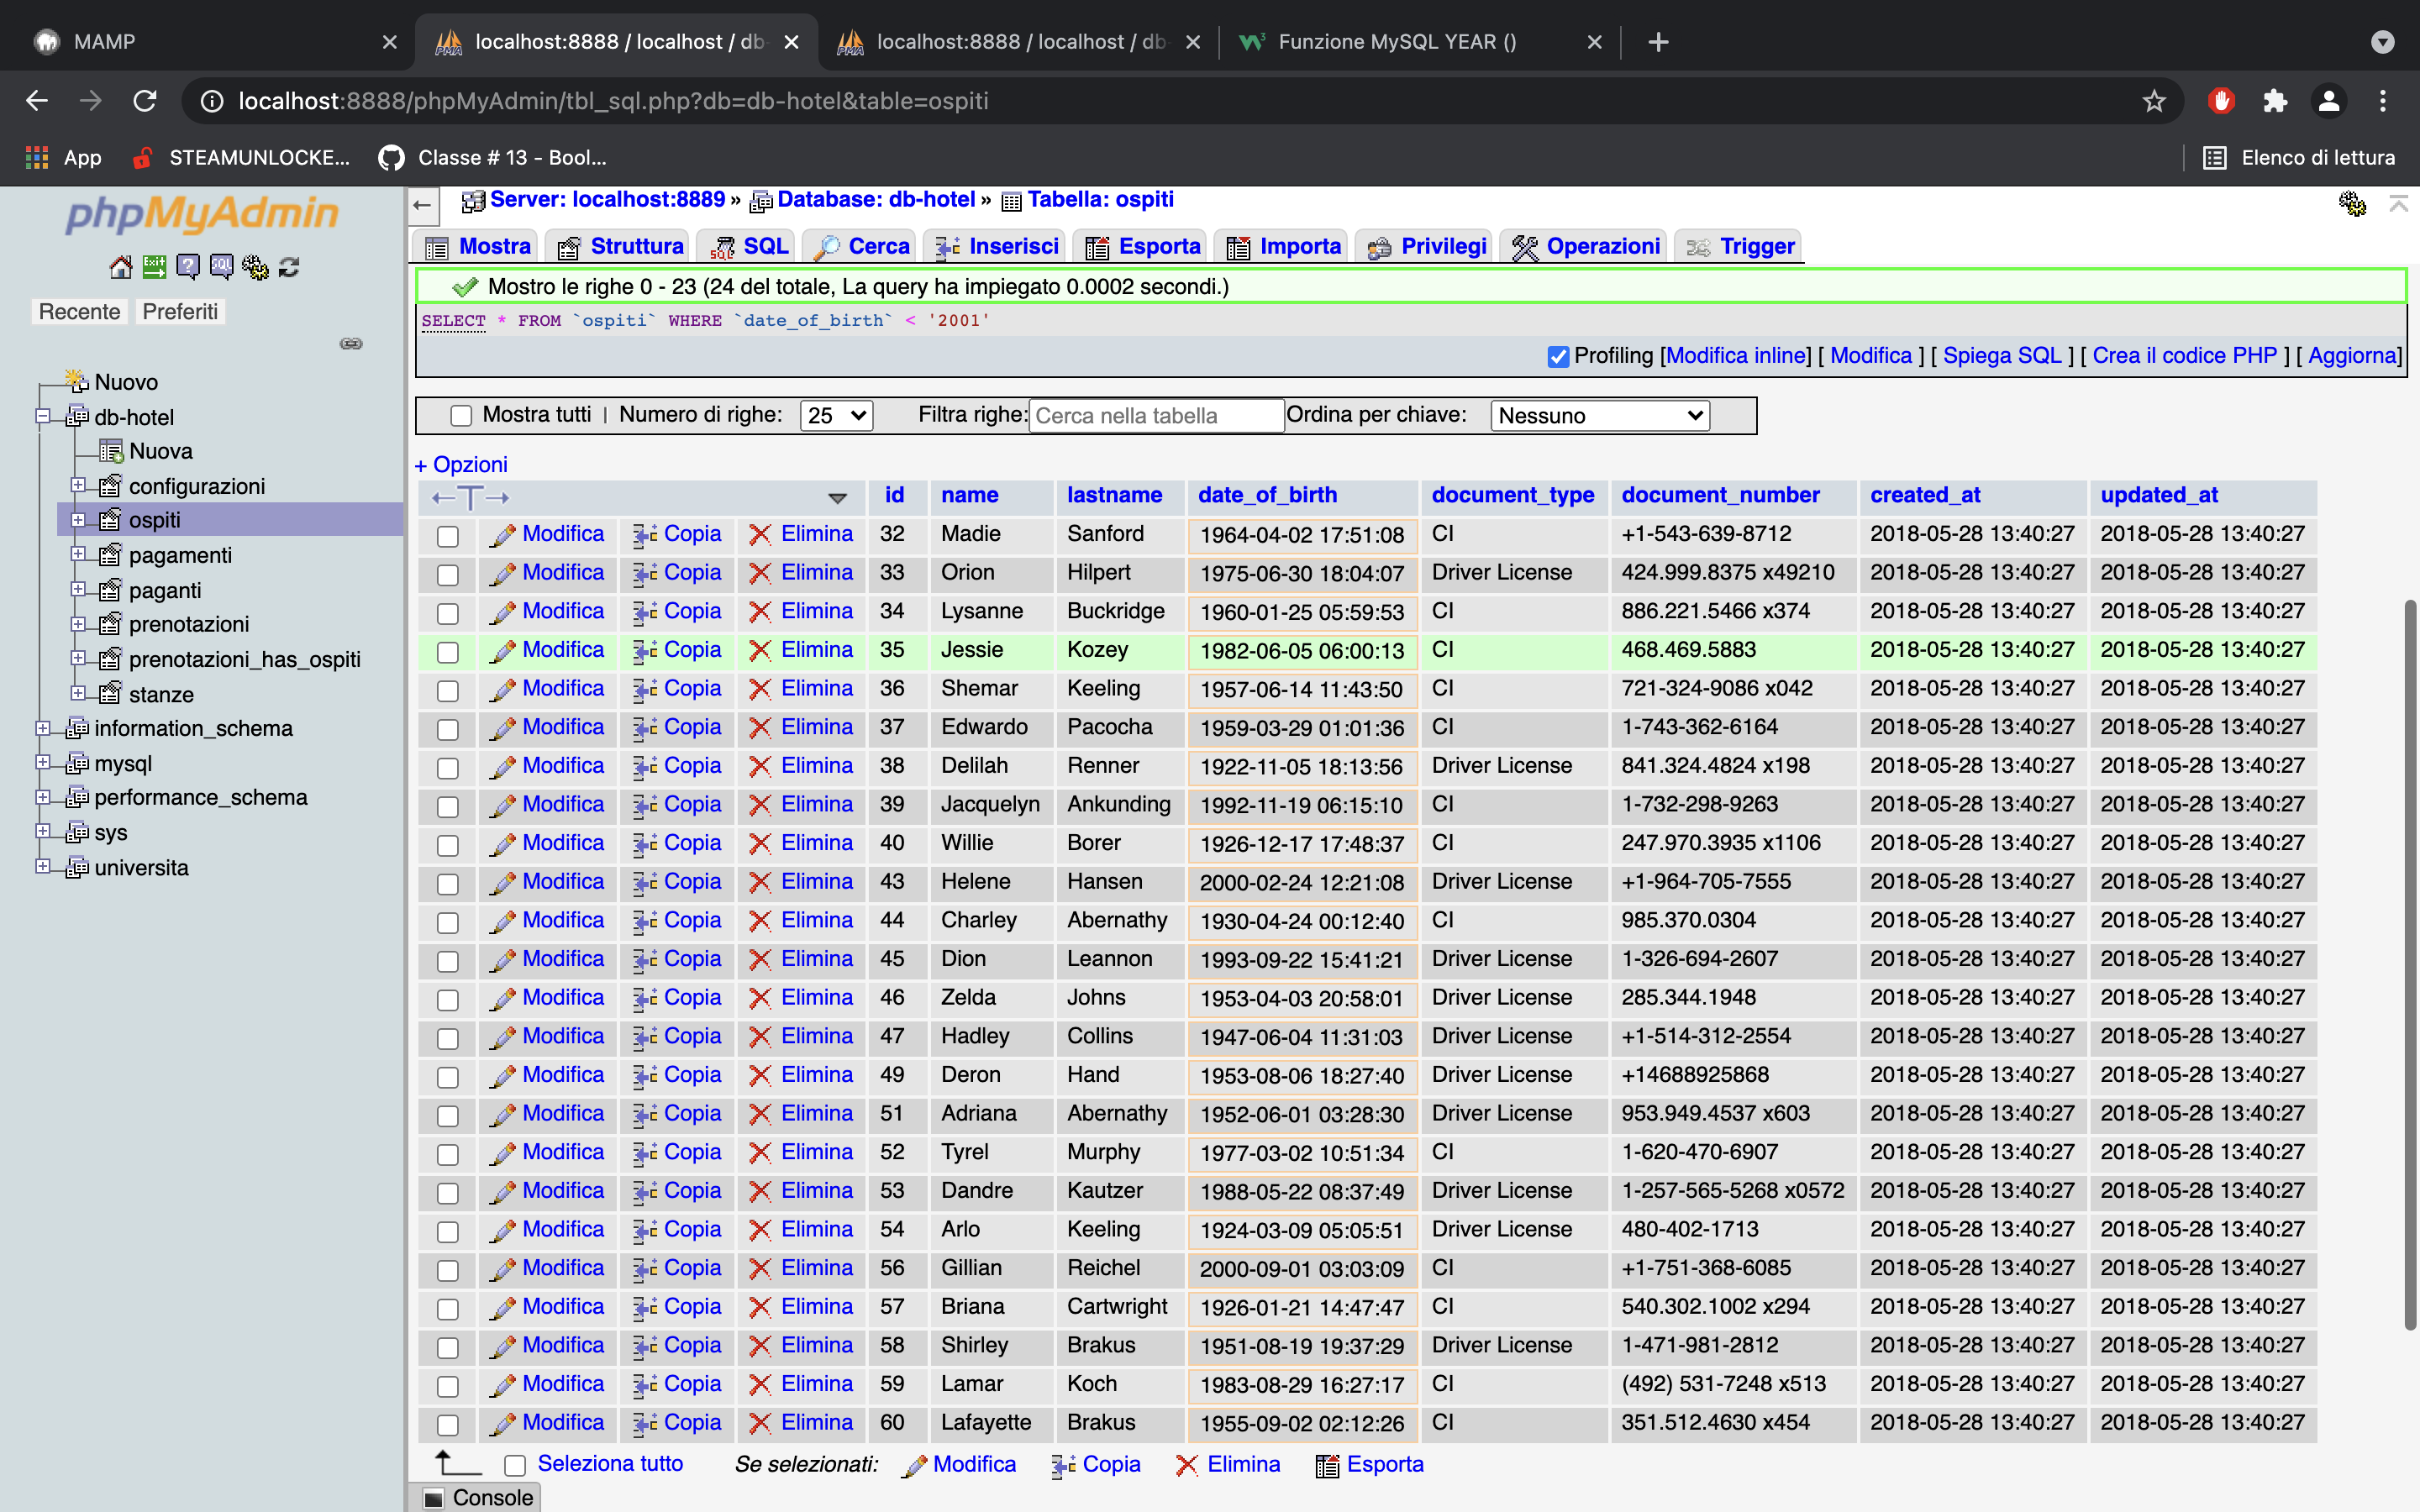 MAMP
localhost:8888 / localhost / db-
localhost:8888 / localhost / db-
Funzione MySQL YEAR ()
localhost:8888/phpMyAdmin/tbl_sql.php?db=db-hotel&table=ospiti
App
STEAMUNLOCKE...
Classe # 13 - Bool...
Elenco di lettura
phpMyAdmin
Recente Preferiti
Nuovo
db-hotel
Nuova
configurazioni
ospiti
pagamenti
paganti
prenotazioni
prenotazioni_has_ospiti
stanze
information_schema
mysql
performance_schema
sys
universita
Server: localhost:8889 » Database: db-hotel » Tabella: ospiti
Mostra Struttura SQL Cerca Inserisci Esporta Importa Privilegi Operazioni Trigger
Mostro le righe 0 - 23 (24 del totale, La query ha impiegato 0.0002 secondi.)
SELECT * FROM `ospiti` WHERE `date_of_birth` < '2001'
Profiling [Modifica inline] [ Modifica ] [ Spiega SQL ] [ Crea il codice PHP ] [ Aggiorna]
Mostra tutti | Numero di righe: 25 Filtra righe: Cerca nella tabella Ordina per chiave: Nessuno
+ Opzioni
id name lastname date_of_birth document_type document_number created_at updated_at
Modifica Copia Elimina 32 Madie Sanford 1964-04-02 17:51:08 CI +1-543-639-8712 2018-05-28 13:40:27 2018-05-28 13:40:27
Modifica Copia Elimina 33 Orion Hilpert 1975-06-30 18:04:07 Driver License 424.999.8375 x49210 2018-05-28 13:40:27 2018-05-28 13:40:27
Modifica Copia Elimina 34 Lysanne Buckridge 1960-01-25 05:59:53 CI 886.221.5466 x374 2018-05-28 13:40:27 2018-05-28 13:40:27
Modifica Copia Elimina 35 Jessie Kozey 1982-06-05 06:00:13 CI 468.469.5883 2018-05-28 13:40:27 2018-05-28 13:40:27
Modifica Copia Elimina 36 Shemar Keeling 1957-06-14 11:43:50 CI 721-324-9086 x042 2018-05-28 13:40:27 2018-05-28 13:40:27
Modifica Copia Elimina 37 Edwardo Pacocha 1959-03-29 01:01:36 CI 1-743-362-6164 2018-05-28 13:40:27 2018-05-28 13:40:27
Modifica Copia Elimina 38 Delilah Renner 1922-11-05 18:13:56 Driver License 841.324.4824 x198 2018-05-28 13:40:27 2018-05-28 13:40:27
Modifica Copia Elimina 39 Jacquelyn Ankunding 1992-11-19 06:15:10 CI 1-732-298-9263 2018-05-28 13:40:27 2018-05-28 13:40:27
Modifica Copia Elimina 40 Willie Borer 1926-12-17 17:48:37 CI 247.970.3935 x1106 2018-05-28 13:40:27 2018-05-28 13:40:27
Modifica Copia Elimina 43 Helene Hansen 2000-02-24 12:21:08 Driver License +1-964-705-7555 2018-05-28 13:40:27 2018-05-28 13:40:27
Modifica Copia Elimina 44 Charley Abernathy 1930-04-24 00:12:40 CI 985.370.0304 2018-05-28 13:40:27 2018-05-28 13:40:27
Modifica Copia Elimina 45 Dion Leannon 1993-09-22 15:41:21 Driver License 1-326-694-2607 2018-05-28 13:40:27 2018-05-28 13:40:27
Modifica Copia Elimina 46 Zelda Johns 1953-04-03 20:58:01 Driver License 285.344.1948 2018-05-28 13:40:27 2018-05-28 13:40:27
Modifica Copia Elimina 47 Hadley Collins 1947-06-04 11:31:03 Driver License +1-514-312-2554 2018-05-28 13:40:27 2018-05-28 13:40:27
Modifica Copia Elimina 49 Deron Hand 1953-08-06 18:27:40 Driver License +14688925868 2018-05-28 13:40:27 2018-05-28 13:40:27
Modifica Copia Elimina 51 Adriana Abernathy 1952-06-01 03:28:30 Driver License 953.949.4537 x603 2018-05-28 13:40:27 2018-05-28 13:40:27
Modifica Copia Elimina 52 Tyrel Murphy 1977-03-02 10:51:34 CI 1-620-470-6907 2018-05-28 13:40:27 2018-05-28 13:40:27
Modifica Copia Elimina 53 Dandre Kautzer 1988-05-22 08:37:49 Driver License 1-257-565-5268 x0572 2018-05-28 13:40:27 2018-05-28 13:40:27
Modifica Copia Elimina 54 Arlo Keeling 1924-03-09 05:05:51 Driver License 480-402-1713 2018-05-28 13:40:27 2018-05-28 13:40:27
Modifica Copia Elimina 56 Gillian Reichel 2000-09-01 03:03:09 CI +1-751-368-6085 2018-05-28 13:40:27 2018-05-28 13:40:27
Modifica Copia Elimina 57 Briana Cartwright 1926-01-21 14:47:47 CI 540.302.1002 x294 2018-05-28 13:40:27 2018-05-28 13:40:27
Modifica Copia Elimina 58 Shirley Brakus 1951-08-19 19:37:29 Driver License 1-471-981-2812 2018-05-28 13:40:27 2018-05-28 13:40:27
Modifica Copia Elimina 59 Lamar Koch 1983-08-29 16:27:17 CI (492) 531-7248 x513 2018-05-28 13:40:27 2018-05-28 13:40:27
Modifica Copia Elimina 60 Lafayette Brakus 1955-09-02 02:12:26 CI 351.512.4630 x454 2018-05-28 13:40:27 2018-05-28 13:40:27
Seleziona tutto Se selezionati: Modifica Copia Elimina Esporta
Console